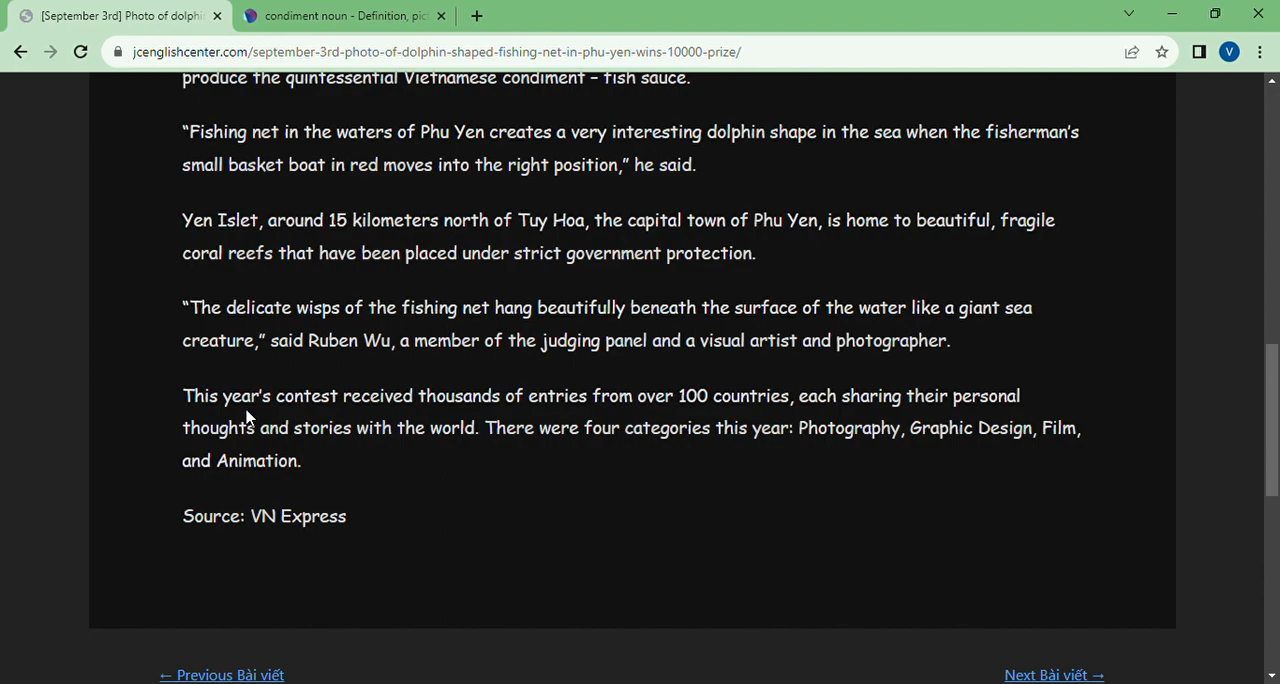 [September 3rd] Photo of dolphi
condiment noun - Definition, pic
jcenglishcenter.com/september-3rd-photo-of-dolphin-shaped-fishing-net-in-phu-yen-wins-10000-prize/
V
produce the quintessential Vietnamese condiment – fish sauce.
“Fishing net in the waters of Phu Yen creates a very interesting dolphin shape in the sea when the fisherman’s
small basket boat in red moves into the right position,” he said.
Yen Islet, around 15 kilometers north of Tuy Hoa, the capital town of Phu Yen, is home to beautiful, fragile
coral reefs that have been placed under strict government protection.
“The delicate wisps of the fishing net hang beautifully beneath the surface of the water like a giant sea
creature,” said Ruben Wu, a member of the judging panel and a visual artist and photographer.
This year’s contest received thousands of entries from over 100 countries, each sharing their personal
thoughts and stories with the world. There were four categories this year: Photography, Graphic Design, Film,
and Animation.
Source: VN Express
← Previous Bài viết
Next Bài viết →